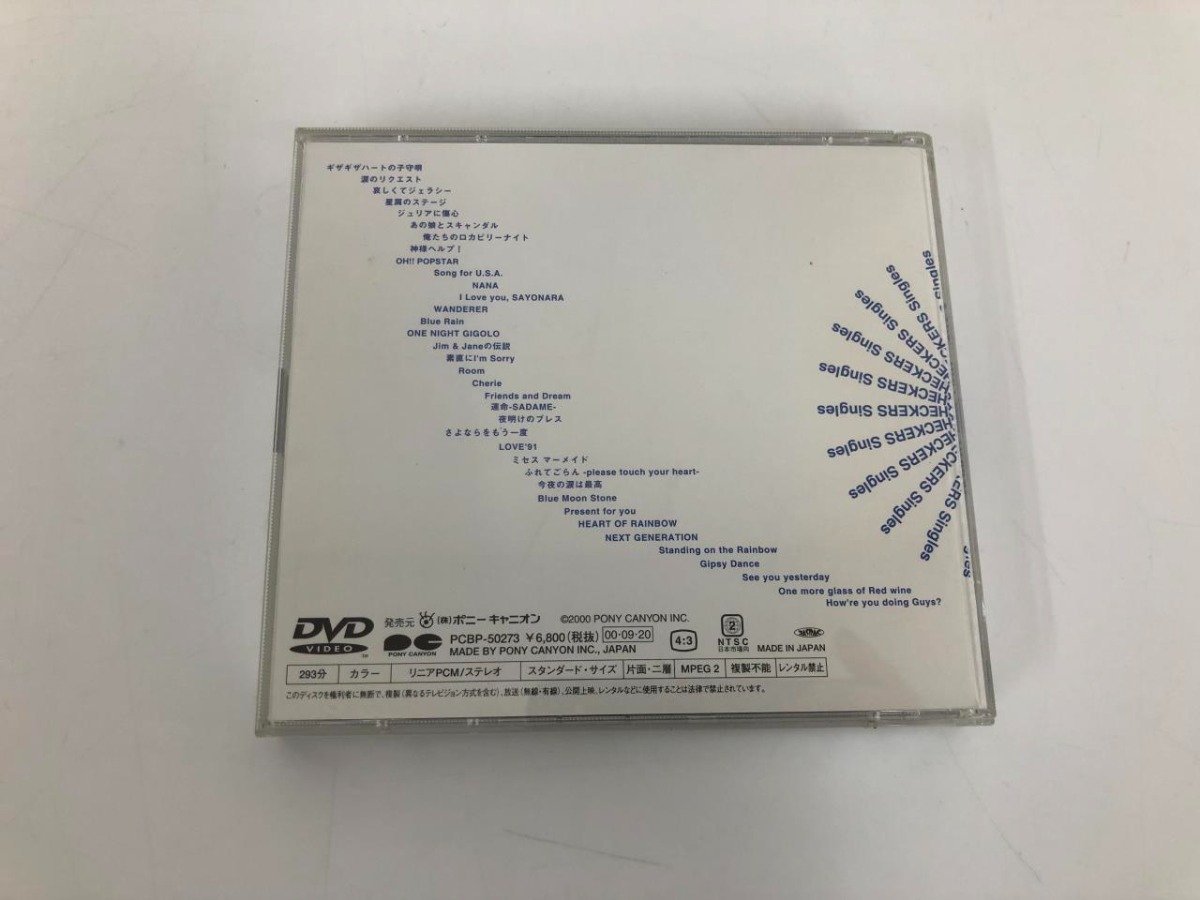 ギザギザハートの子守唄
涙のリクエスト
哀しくてジェラシー
星屑のステージ
ジュリアに傷心
あの娘とスキャンダル
俺たちのロカビリーナイト
神様ヘルプ！
OH!! POPSTAR
Song for U.S.A.
NANA
I Love you, SAYONARA
WANDERER
Blue Rain
ONE NIGHT GIGOLO
Jim & Janeの伝説
素直にI'm Sorry
Room
Cherie
Friends and Dream
運命-SADAME-
夜明けのブレス
さよならをもう一度
LOVE'91
ミセス マーメイド
ふれてごらん -please touch your heart-
今夜の涙は最高
Blue Moon Stone
Present for you
HEART OF RAINBOW
NEXT GENERATION
Standing on the Rainbow
Gipsy Dance
See you yesterday
One more glass of Red wine
How're you doing Guys?
Singles
CKERS Singles
HECKERS Singles
HECKERS Singles
HECKERS Singles
HECKERS Singles
HECKERS Singles
HECKERS Singles
ECKERS Singles
ERS Singles
gles
DVD
VIDEO
発売元 (株)ポニーキャニオン ©2000 PONY CANYON INC.
PONY CANYON
PCBP-50273 ¥6,800(税抜) 00·09·20
MADE BY PONY CANYON INC., JAPAN
4:3
2
NTSC
日本市場向
MADE IN JAPAN
293分 カラー リニアPCM/ステレオ スタンダード・サイズ 片面・二層 MPEG 2 複製不能 レンタル禁止
このディスクを権利者に無断で、複製(異なるテレビジョン方式を含む)、放送(無線・有線)、公開上映、レンタルなどに使用することは法律で禁止されています。